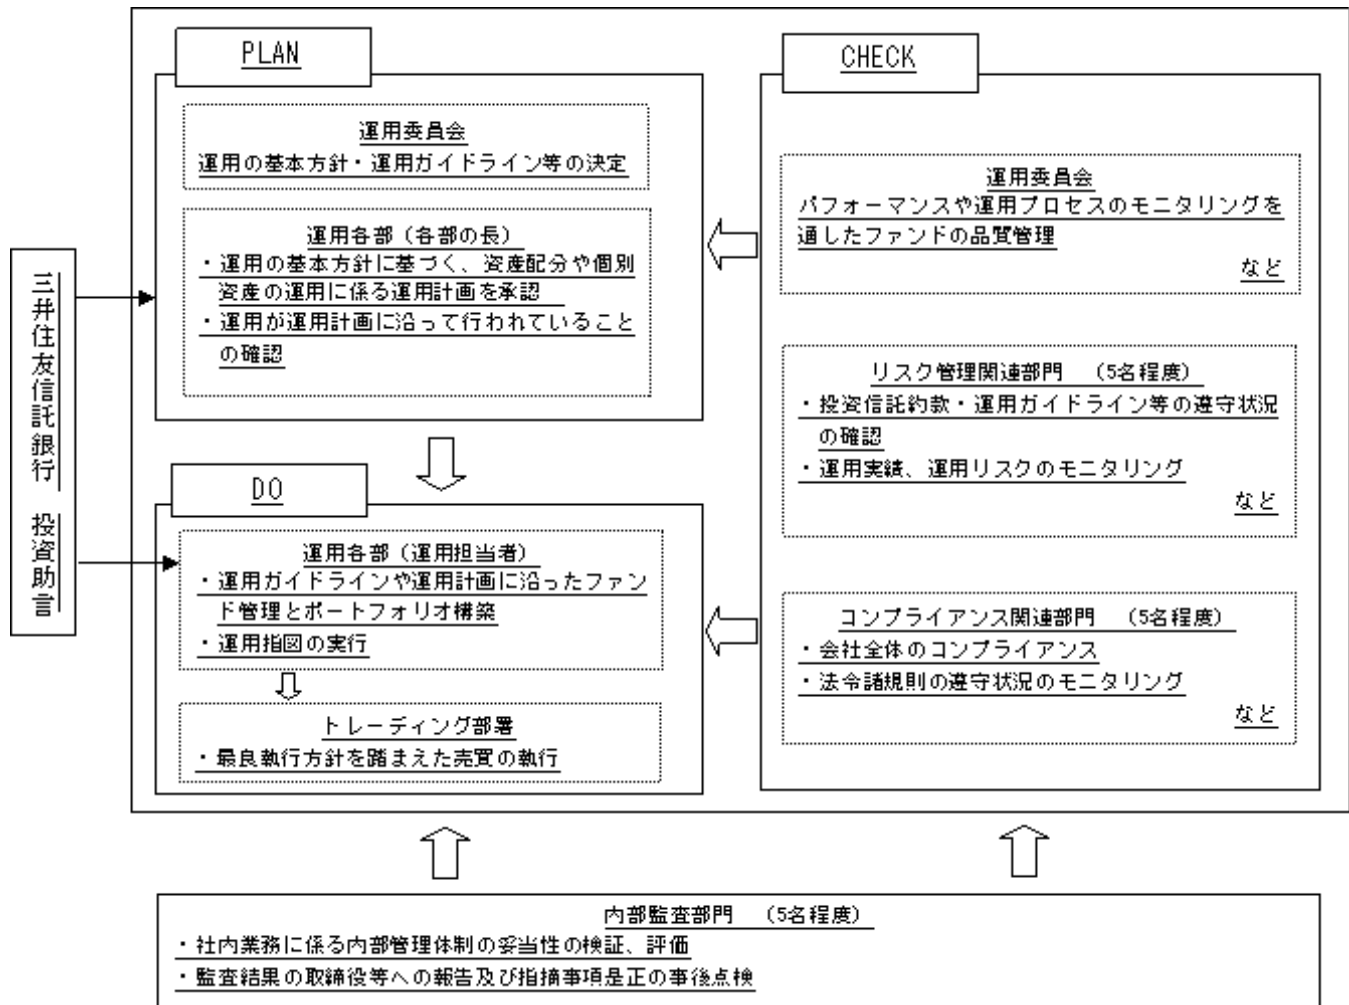 PLAN
運用委員会
運用の基本方針・運用ガイドライン等の決定
運用各部（各部の長）
・運用の基本方針に基づく、資産配分や個別
資産の運用に係る運用計画を承認
・運用が運用計画に沿って行われていること
の確認
三井住友信託銀行 投資助言
DO
運用各部（運用担当者）
・運用ガイドラインや運用計画に沿ったファン
ド管理とポートフォリオ構築
・運用指図の実行
トレーディング部署
・最良執行方針を踏まえた売買の執行
CHECK
運用委員会
パフォーマンスや運用プロセスのモニタリングを
通したファンドの品質管理
など
リスク管理関連部門 （5名程度）
・投資信託約款・運用ガイドライン等の遵守状況
の確認
・運用実績、運用リスクのモニタリング
など
コンプライアンス関連部門 （5名程度）
・会社全体のコンプライアンス
・法令諸規則の遵守状況のモニタリング
など
内部監査部門 （5名程度）
・社内業務に係る内部管理体制の妥当性の検証、評価
・監査結果の取締役等への報告及び指摘事項是正の事後点検